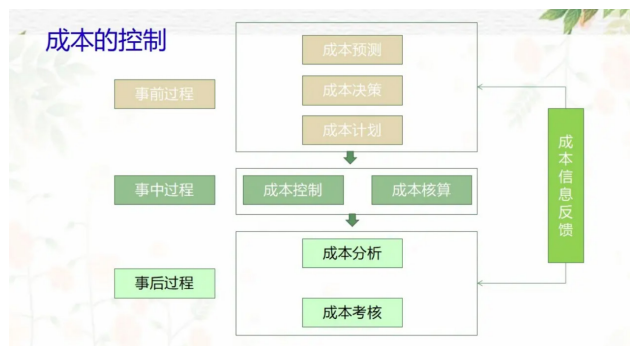 成本的控制
成本预测
事前过程
成本决策
成本计划
成本信息反馈
事中过程
成本控制
成本核算
成本分析
事后过程
成本考核